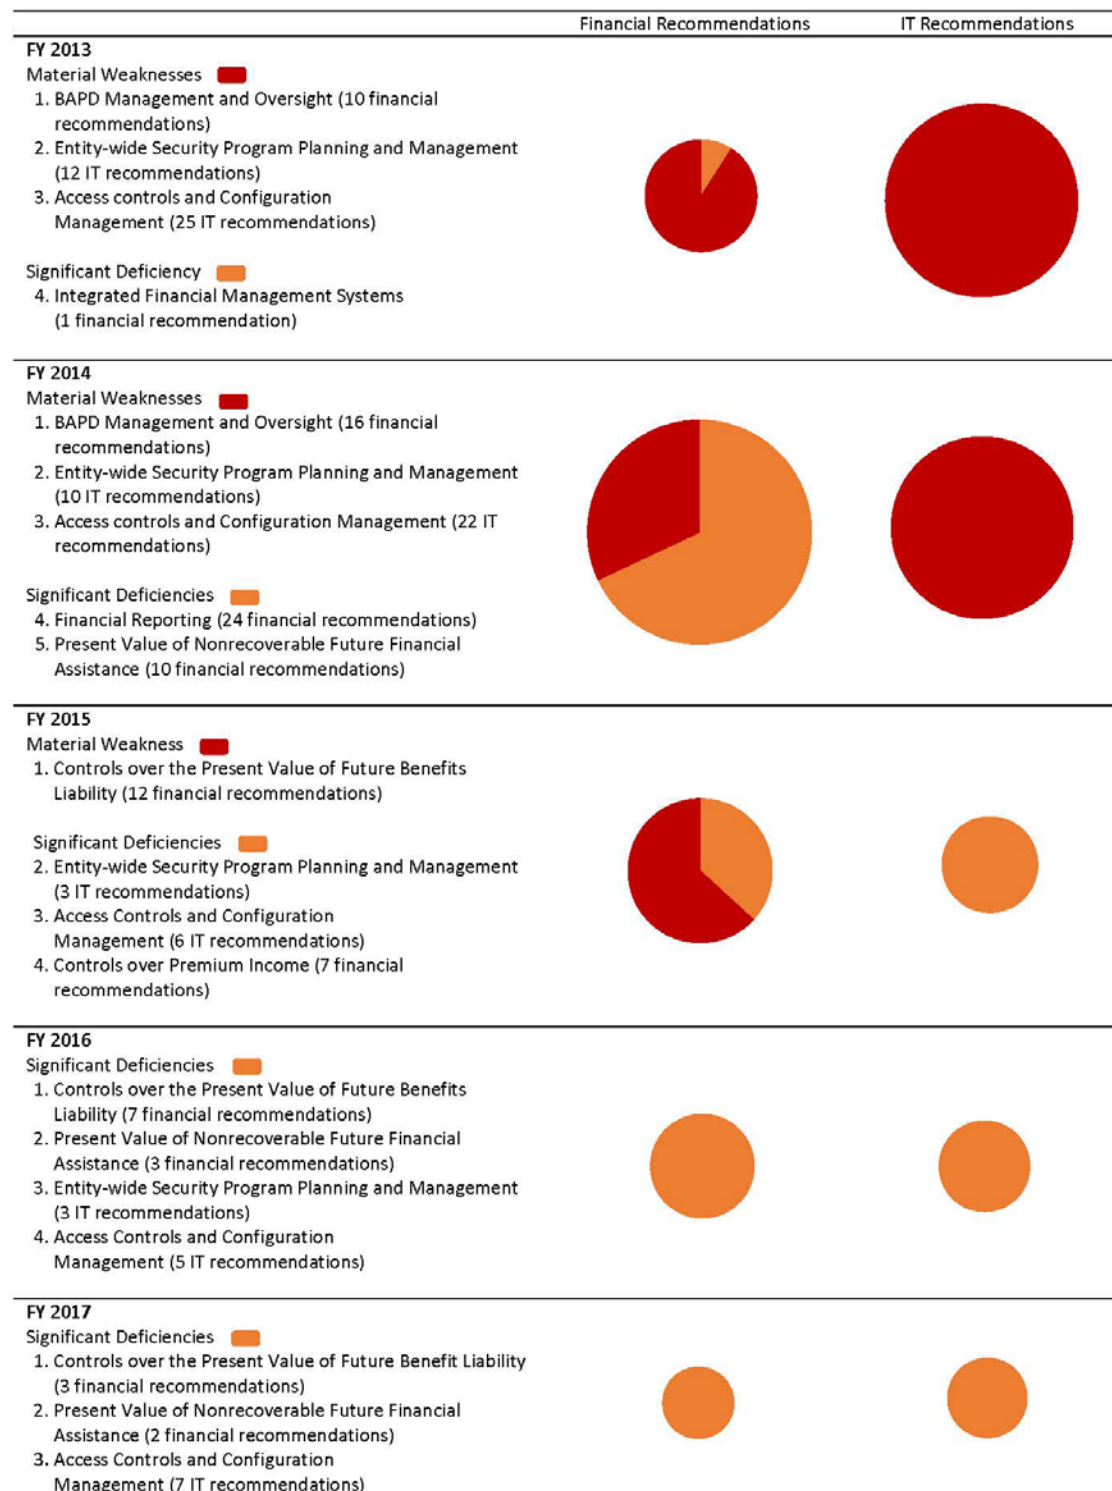 Financial Recommendations IT Recommendations
FY 2013
Material Weaknesses
1. BAPD Management and Oversight (10 financial
recommendations)
2. Entity-wide Security Program Planning and Management
(12 IT recommendations)
3. Access controls and Configuration
Management (25 IT recommendations)
Significant Deficiency
4. Integrated Financial Management Systems
(1 financial recommendation)
FY 2014
Material Weaknesses
1. BAPD Management and Oversight (16 financial
recommendations)
2. Entity-wide Security Program Planning and Management
(10 IT recommendations)
3. Access controls and Configuration Management (22 IT
recommendations)
Significant Deficiencies
4. Financial Reporting (24 financial recommendations)
5. Present Value of Nonrecoverable Future Financial
Assistance (10 financial recommendations)
FY 2015
Material Weakness
1. Controls over the Present Value of Future Benefits
Liability (12 financial recommendations)
Significant Deficiencies
2. Entity-wide Security Program Planning and Management
(3 IT recommendations)
3. Access Controls and Configuration
Management (6 IT recommendations)
4. Controls over Premium Income (7 financial
recommendations)
FY 2016
Significant Deficiencies
1. Controls over the Present Value of Future Benefits
Liability (7 financial recommendations)
2. Present Value of Nonrecoverable Future Financial
Assistance (3 financial recommendations)
3. Entity-wide Security Program Planning and Management
(3 IT recommendations)
4. Access Controls and Configuration
Management (5 IT recommendations)
FY 2017
Significant Deficiencies
1. Controls over the Present Value of Future Benefit Liability
(3 financial recommendations)
2. Present Value of Nonrecoverable Future Financial
Assistance (2 financial recommendations)
3. Access Controls and Configuration
Management (7 IT recommendations)